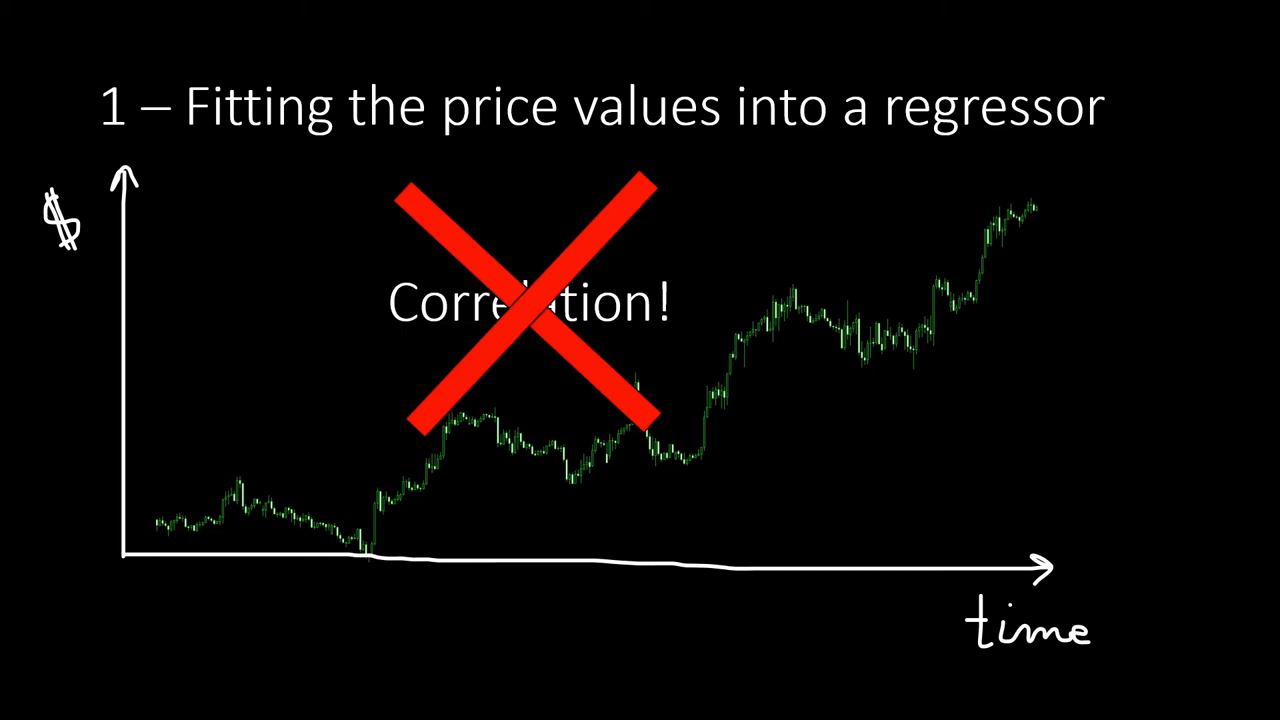 1 – Fitting the price values into a regressor
$
Correlation!
time